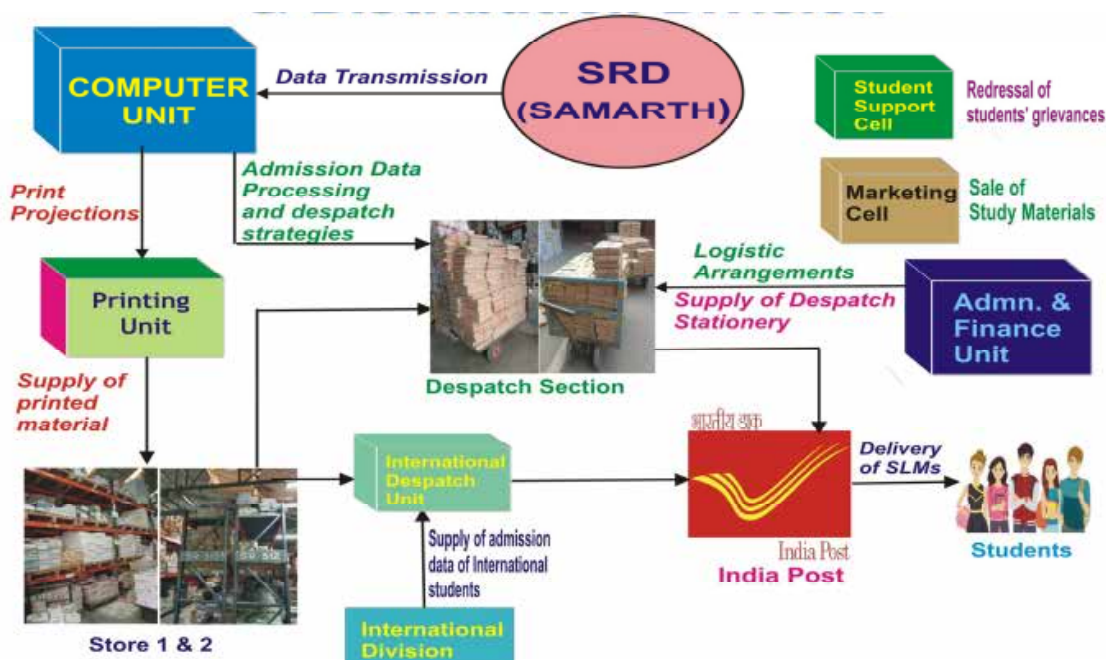 & Distribution Division
COMPUTER
UNIT
Data Transmission
SRD
(SAMARTH)
Student
Support
Cell
Redressal of
students' grievances
Print
Projections
Admission Data
Processing
and despatch
strategies
Marketing
Cell
Sale of
Study Materials
Printing
Unit
Logistic
Arrangements
Supply of Despatch
Stationery
Admn. &
Finance
Unit
Supply of
printed
material
Despatch Section
भारतीय डाक
International
Despatch
Unit
Delivery
of SLMs
India Post
India Post
Students
Supply of admission
data of International
students
Store 1 & 2
International
Division